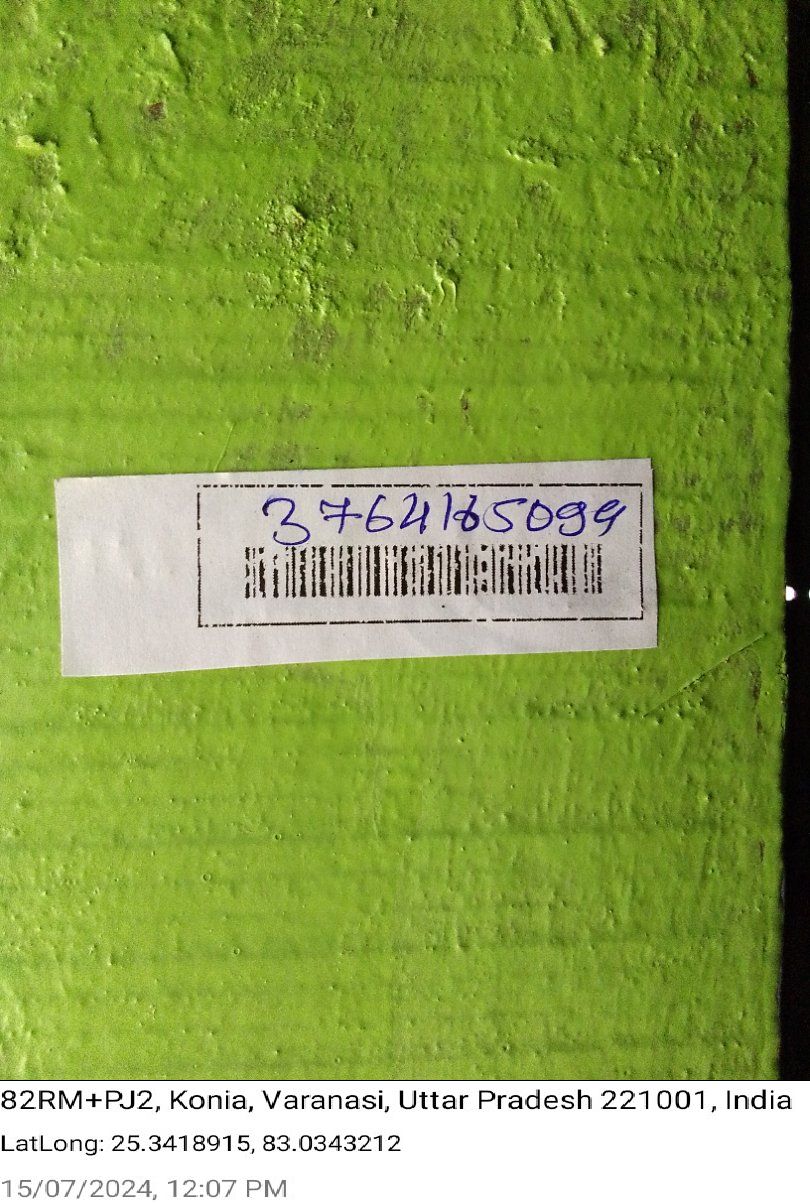 3764165099
82RM+PJ2, Konia, Varanasi, Uttar Pradesh 221001, India
LatLong: 25.3418915, 83.0343212
15/07/2024, 12:07 PM